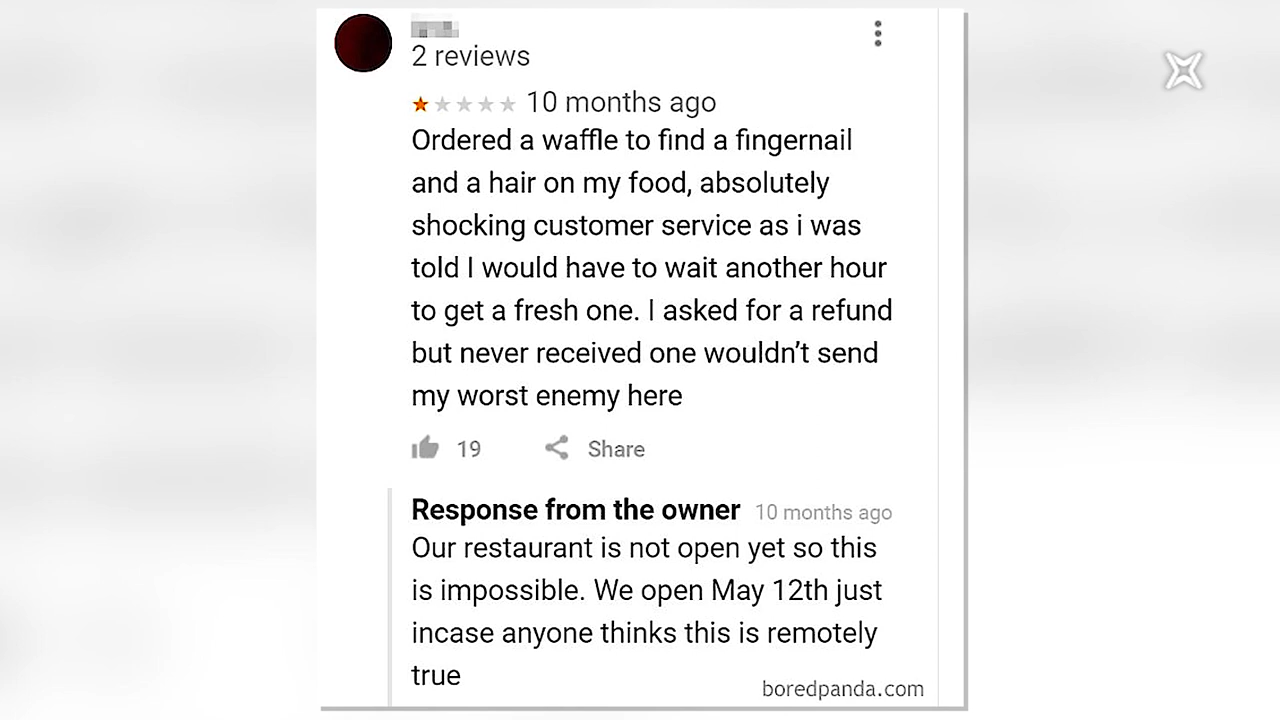 2 reviews
10 months ago
Ordered a waffle to find a fingernail
and a hair on my food, absolutely
shocking customer service as i was
told I would have to wait another hour
to get a fresh one. I asked for a refund
but never received one wouldn't send
my worst enemy here
19 Share
Response from the owner 10 months ago
Our restaurant is not open yet so this
is impossible. We open May 12th just
incase anyone thinks this is remotely
true
boredpanda.com